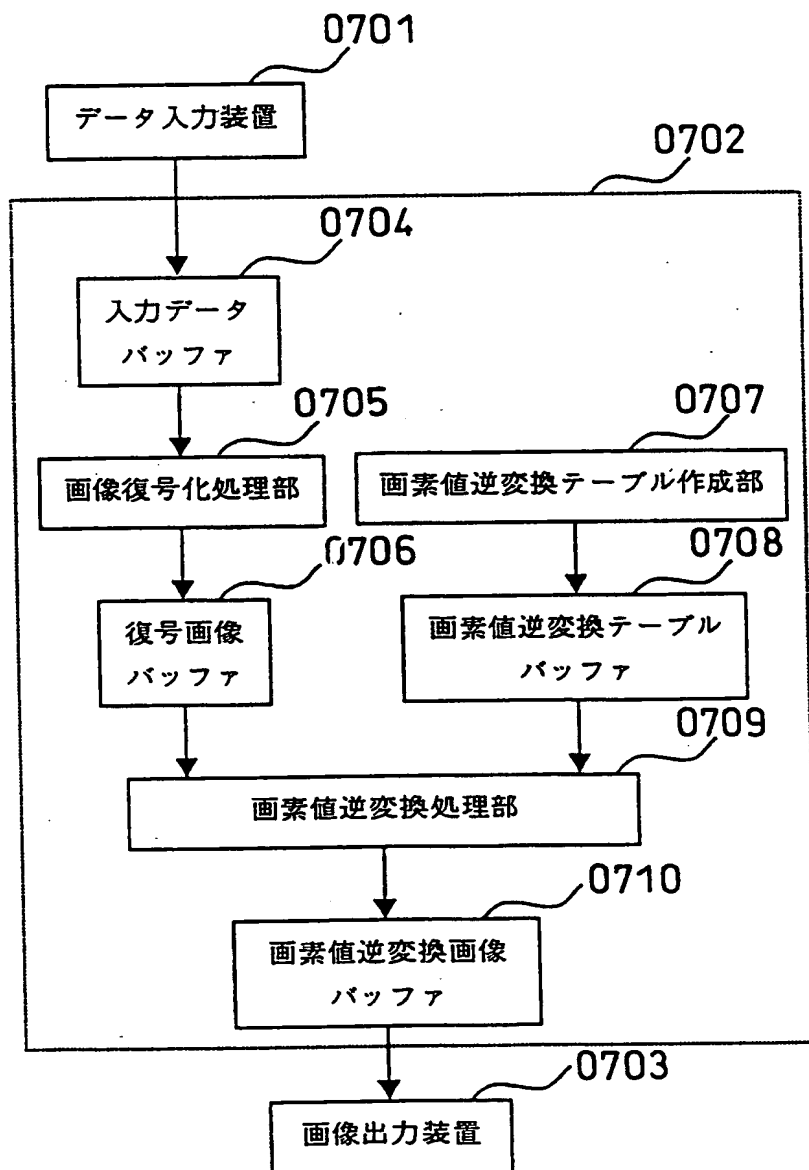 0701
データ入力装置
0702
0704
入力データ
バッファ
0705
画像復号化処理部
0707
画素値逆変換テーブル作成部
0706
復号画像
バッファ
0708
画素値逆変換テーブル
バッファ
0709
画素値逆変換処理部
0710
画素値逆変換画像
バッファ
0703
画像出力装置